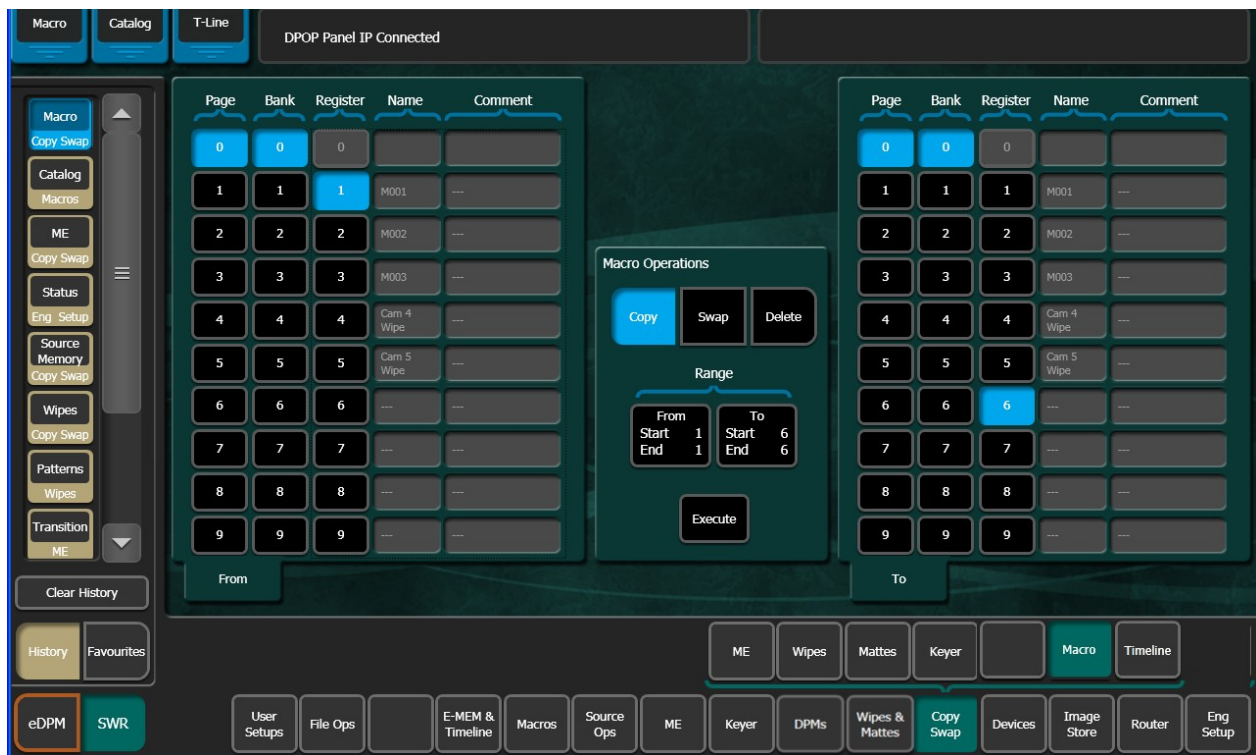 Macro Catalog T-Line
DPOP Panel IP Connected
Macro
Copy Swap
Catalog
Macros
ME
Copy Swap
Status
Eng Setup
Source
Memory
Copy Swap
Wipes
Copy Swap
Patterns
Wipes
Transition
ME
Clear History
History Favourites
eDPM SWR
Page Bank Register Name Comment
0 0 0
1 1 1 M001 ---
2 2 2 M002 ---
3 3 3 M003 ---
4 4 4 Cam 4 Wipe ---
5 5 5 Cam 5 Wipe ---
6 6 6 --- ---
7 7 7 --- ---
8 8 8 --- ---
9 9 9 --- ---
From
Macro Operations
Copy Swap Delete
Range
From To
Start 1 Start 6
End 1 End 6
Execute
Page Bank Register Name Comment
0 0 0
1 1 1 M001 ---
2 2 2 M002 ---
3 3 3 M003 ---
4 4 4 Cam 4 Wipe ---
5 5 5 Cam 5 Wipe ---
6 6 6 --- ---
7 7 7 --- ---
8 8 8 --- ---
9 9 9 --- ---
To
ME Wipes Mattes Keyer Macro Timeline
User Setups File Ops E-MEM & Timeline Macros Source Ops ME Keyer DPMs Wipes & Mattes Copy Swap Devices Image Store Router Eng Setup